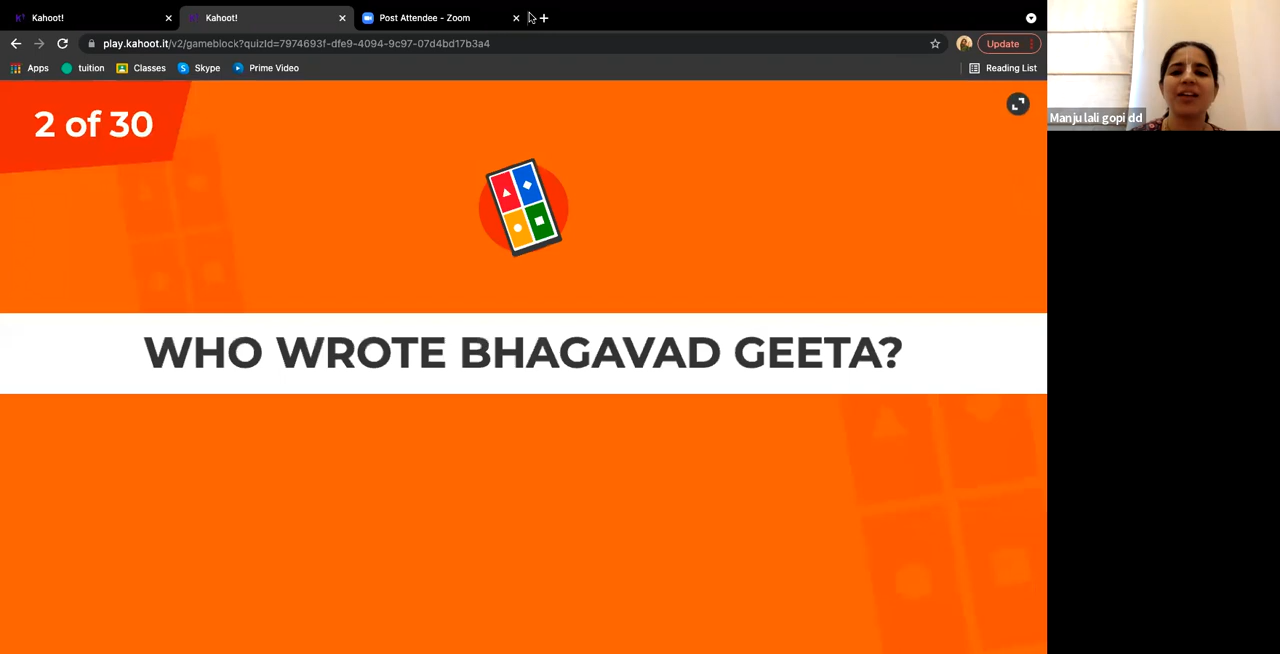 Kahoot!
Kahoot!
Post Attendee - Zoom
play.kahoot.it/v2/gameblock?quizId=7974693f-dfe9-4094-9c97-07d4bd17b3a4
Update
Apps
tuition
Classes
Skype
Prime Video
Reading List
2 of 30
Manju lali gopi dd
WHO WROTE BHAGAVAD GEETA?